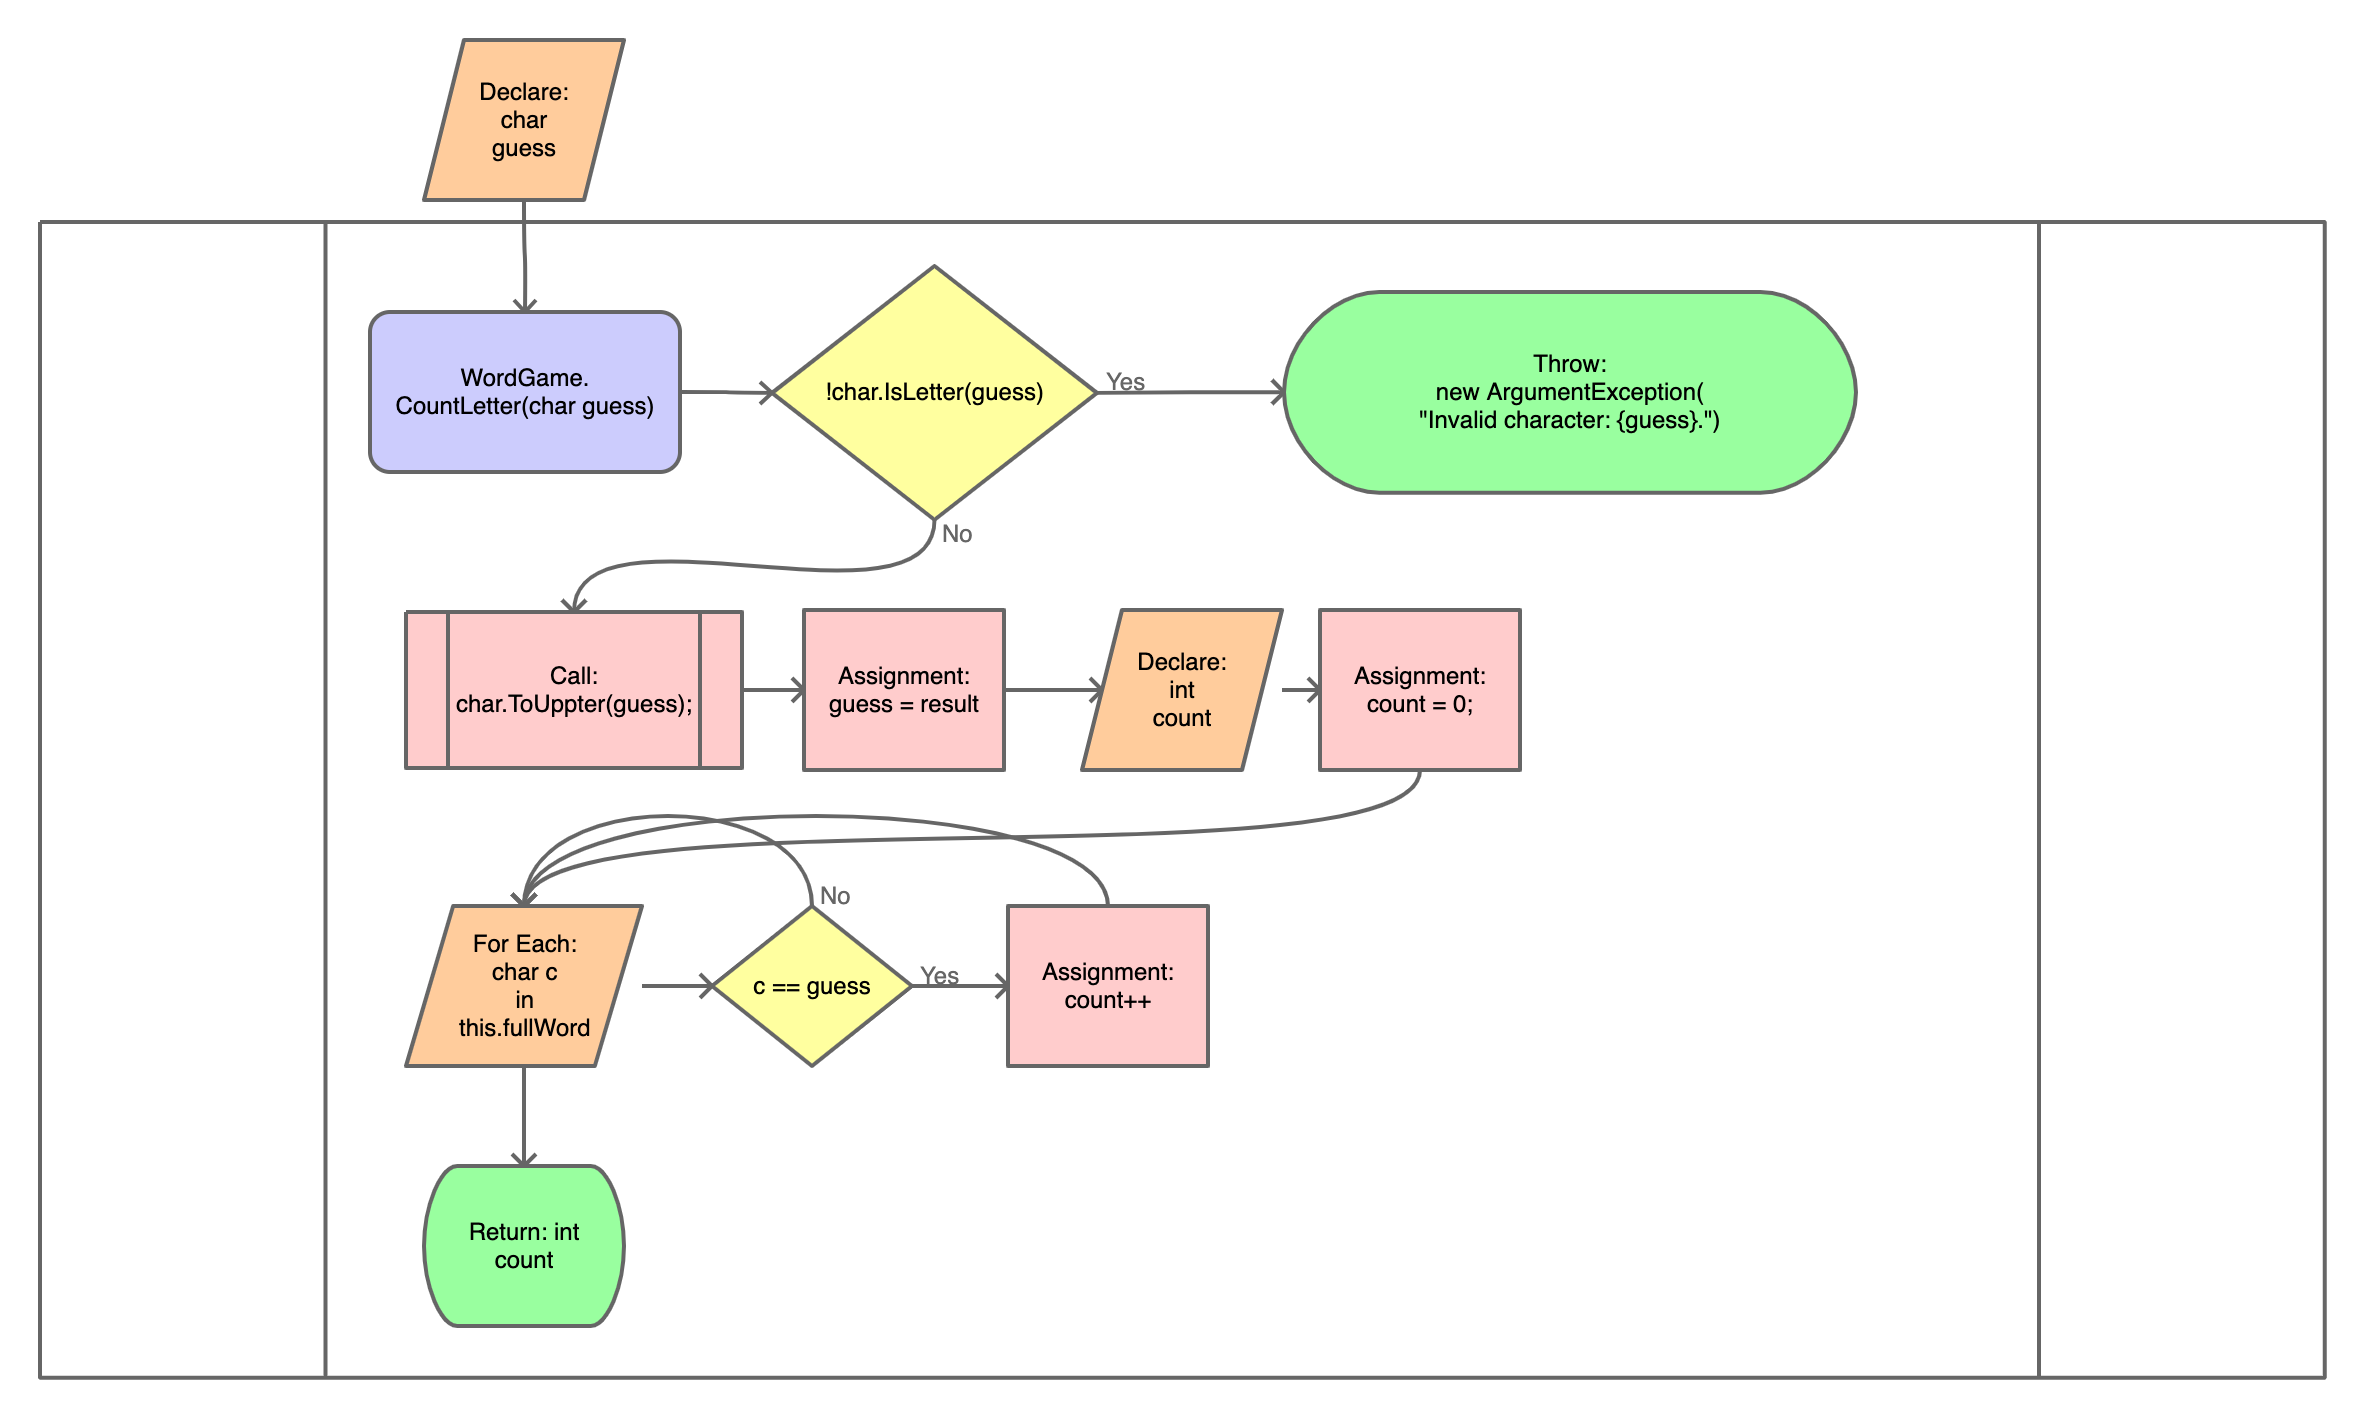 Declare:
char
guess
WordGame.
CountLetter(char guess)
!char.IsLetter(guess)
Yes
Throw:
new ArgumentException(
"Invalid character: {guess}.")
No
Call:
char.ToUppter(guess);
Assignment:
guess = result
Declare:
int
count
Assignment:
count = 0;
For Each:
char c
in
this.fullWord
No
c == guess
Yes
Assignment:
count++
Return: int
count